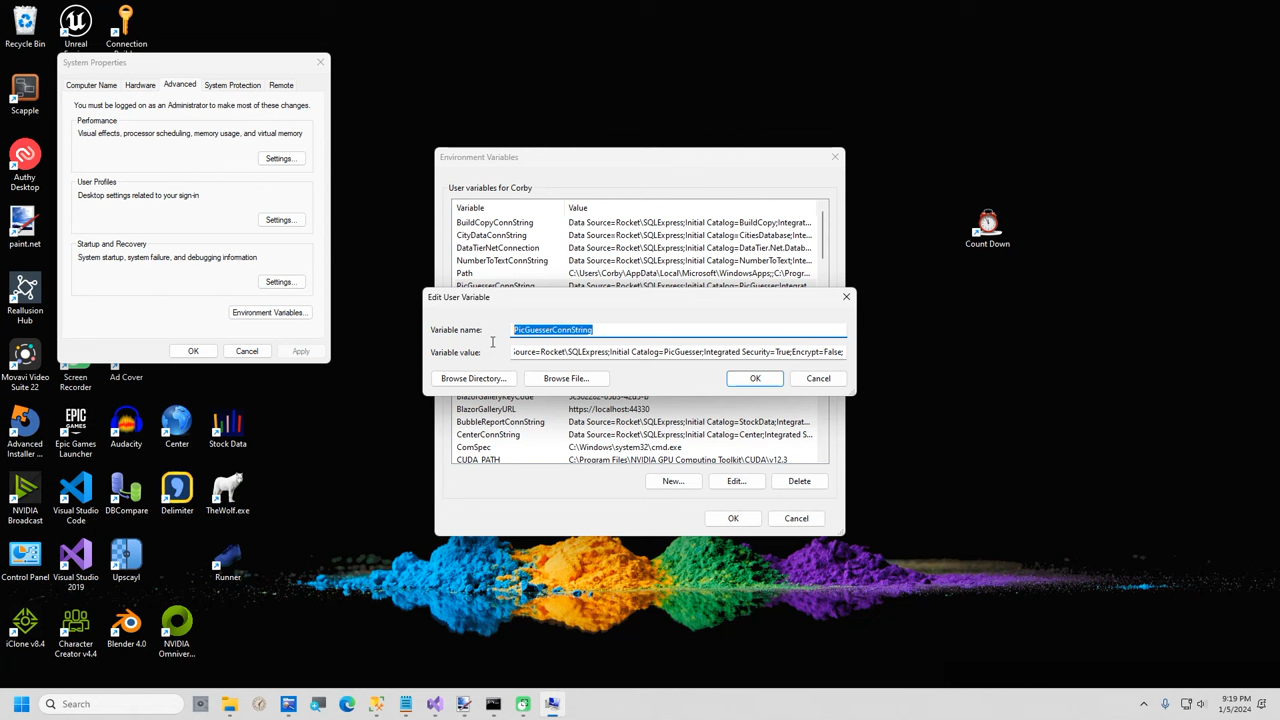 Recycle Bin
Unreal
Connection
System Properties
Computer Name
Hardware
Advanced
System Protection
Remote
You must be logged on as an Administrator to make most of these changes.
Performance
Visual effects, processor scheduling, memory usage, and virtual memory
Settings...
User Profiles
Desktop settings related to your sign-in
Settings...
Startup and Recovery
System startup, system failure, and debugging information
Settings...
Environment Variables...
OK
Cancel
Apply
Scapple
Authy
Desktop
paint.net
Reallusion
Hub
Movavi Video
Suite 22
Screen
Recorder
Ad Cover
Advanced
Installer ...
Epic Games
Launcher
Audacity
Center
Stock Data
NVIDIA
Broadcast
Visual Studio
Code
DBCompare
Delimiter
TheWolf.exe
Control Panel
Visual Studio
2019
Upscayl
Runner
iClone v8.4
Character
Creator v4.4
Blender 4.0
NVIDIA
Omniver...
Environment Variables
User variables for Corby
Variable
Value
BuildCopyConnString
Data Source=Rocket\SQLExpress;Initial Catalog=BuildCopy;Integrat...
CityDataConnString
Data Source=Rocket\SQLExpress;Initial Catalog=CitiesDatabase;Inte...
DataTierNetConnection
Data Source=Rocket\SQLExpress;Initial Catalog=DataTier.Net.Datab...
NumberToTextConnString
Data Source=Rocket\SQLExpress;Initial Catalog=NumberToText;Inte...
Path
C:\Users\Corby\AppData\Local\Microsoft\WindowsApps;;C:\Progr...
PicGuesserConnString
Data Source=Rocket\SQLExpress;Initial Catalog=PicGuesser;Integrat...
Edit User Variable
Variable name:
PicGuesserConnString
Variable value:
Source=Rocket\SQLExpress;Initial Catalog=PicGuesser;Integrated Security=True;Encrypt=False;
Browse Directory...
Browse File...
OK
Cancel
BlazorGalleryKeyCode
BlazorGalleryURL
https://localhost:44330
BubbleReportConnString
Data Source=Rocket\SQLExpress;Initial Catalog=StockData;Integrat...
CenterConnString
Data Source=Rocket\SQLExpress;Initial Catalog=Center;Integrated S...
ComSpec
C:\Windows\system32\cmd.exe
CUDA_PATH
C:\Program Files\NVIDIA GPU Computing Toolkit\CUDA\v12.3
New...
Edit...
Delete
OK
Cancel
Count Down
Search
9:19 PM
1/5/2024